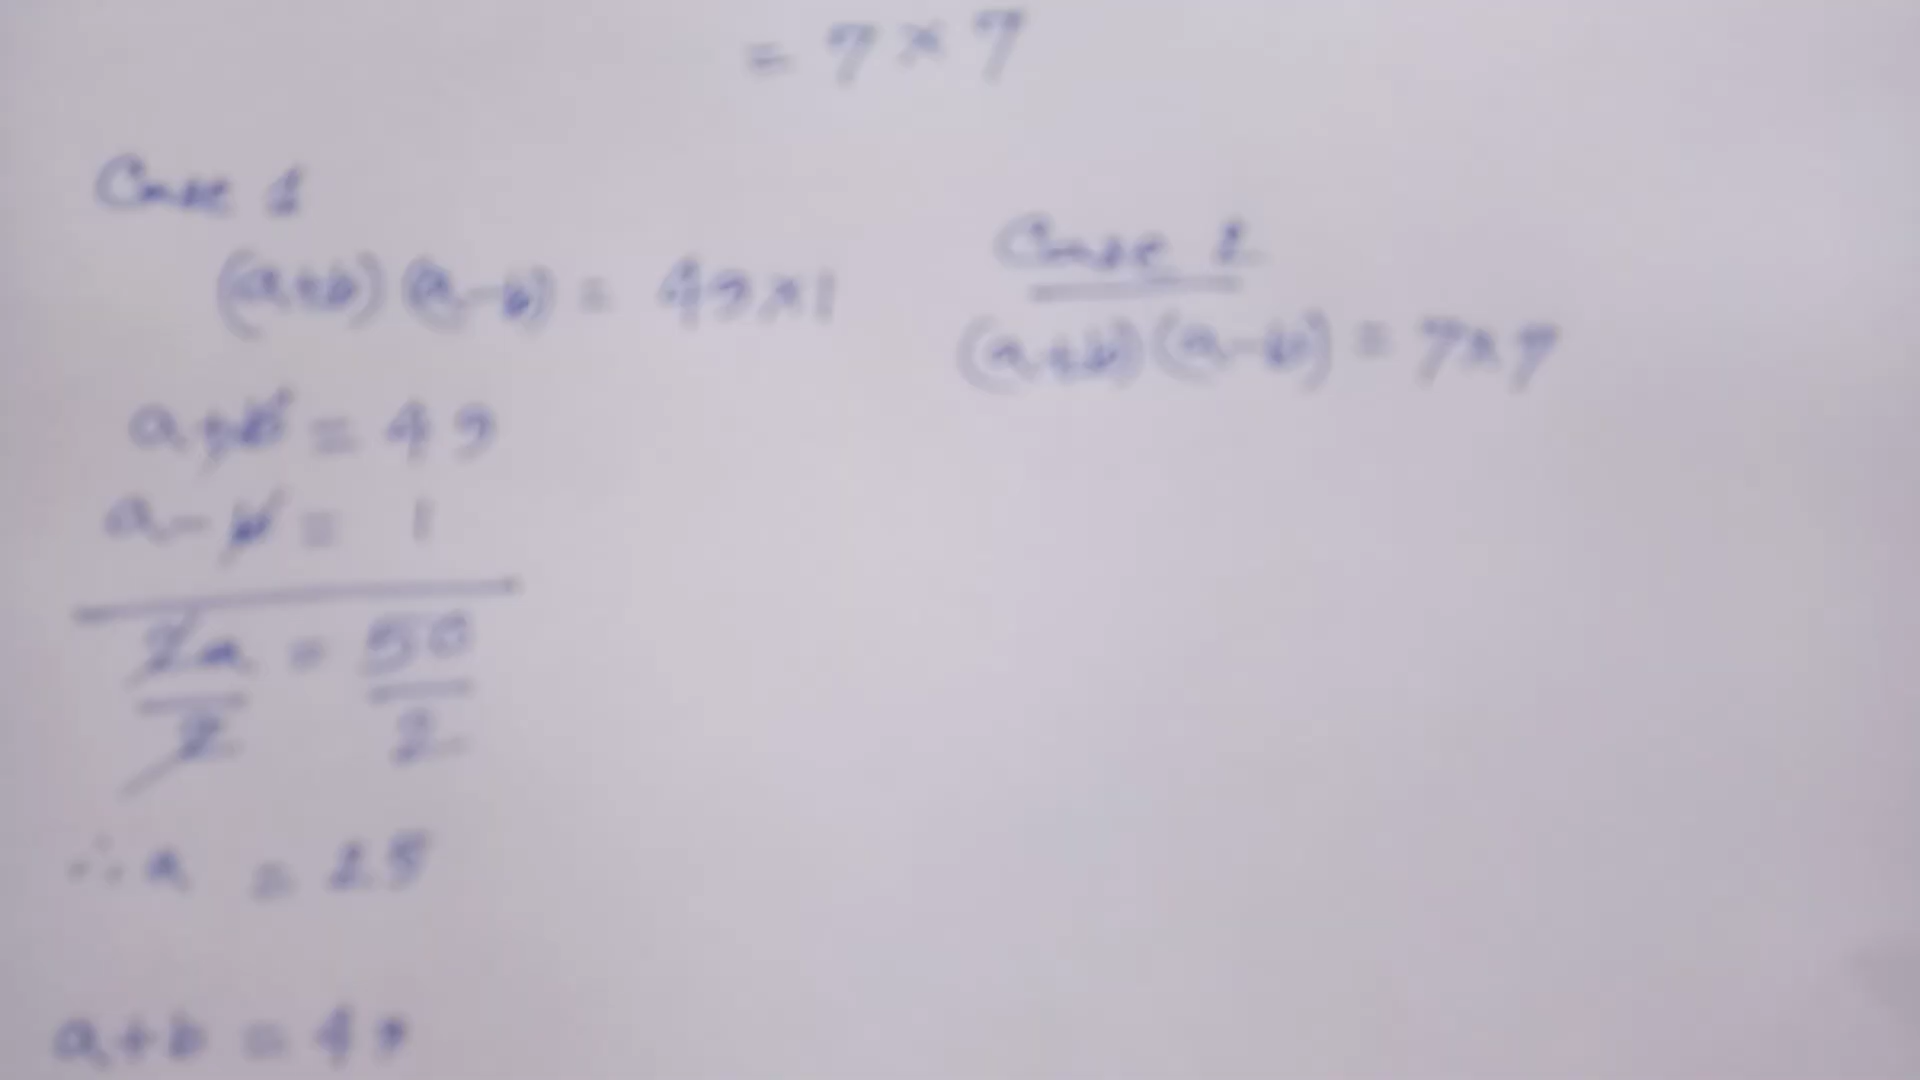 = 7 × 7
Case 1
(a+b) (a-b) = 49×1
a+b = 49
a-b = 1
2a/2 = 50/2
∴ a = 25
a+b = 49
Case 2
(a+b)(a-b) = 7×7